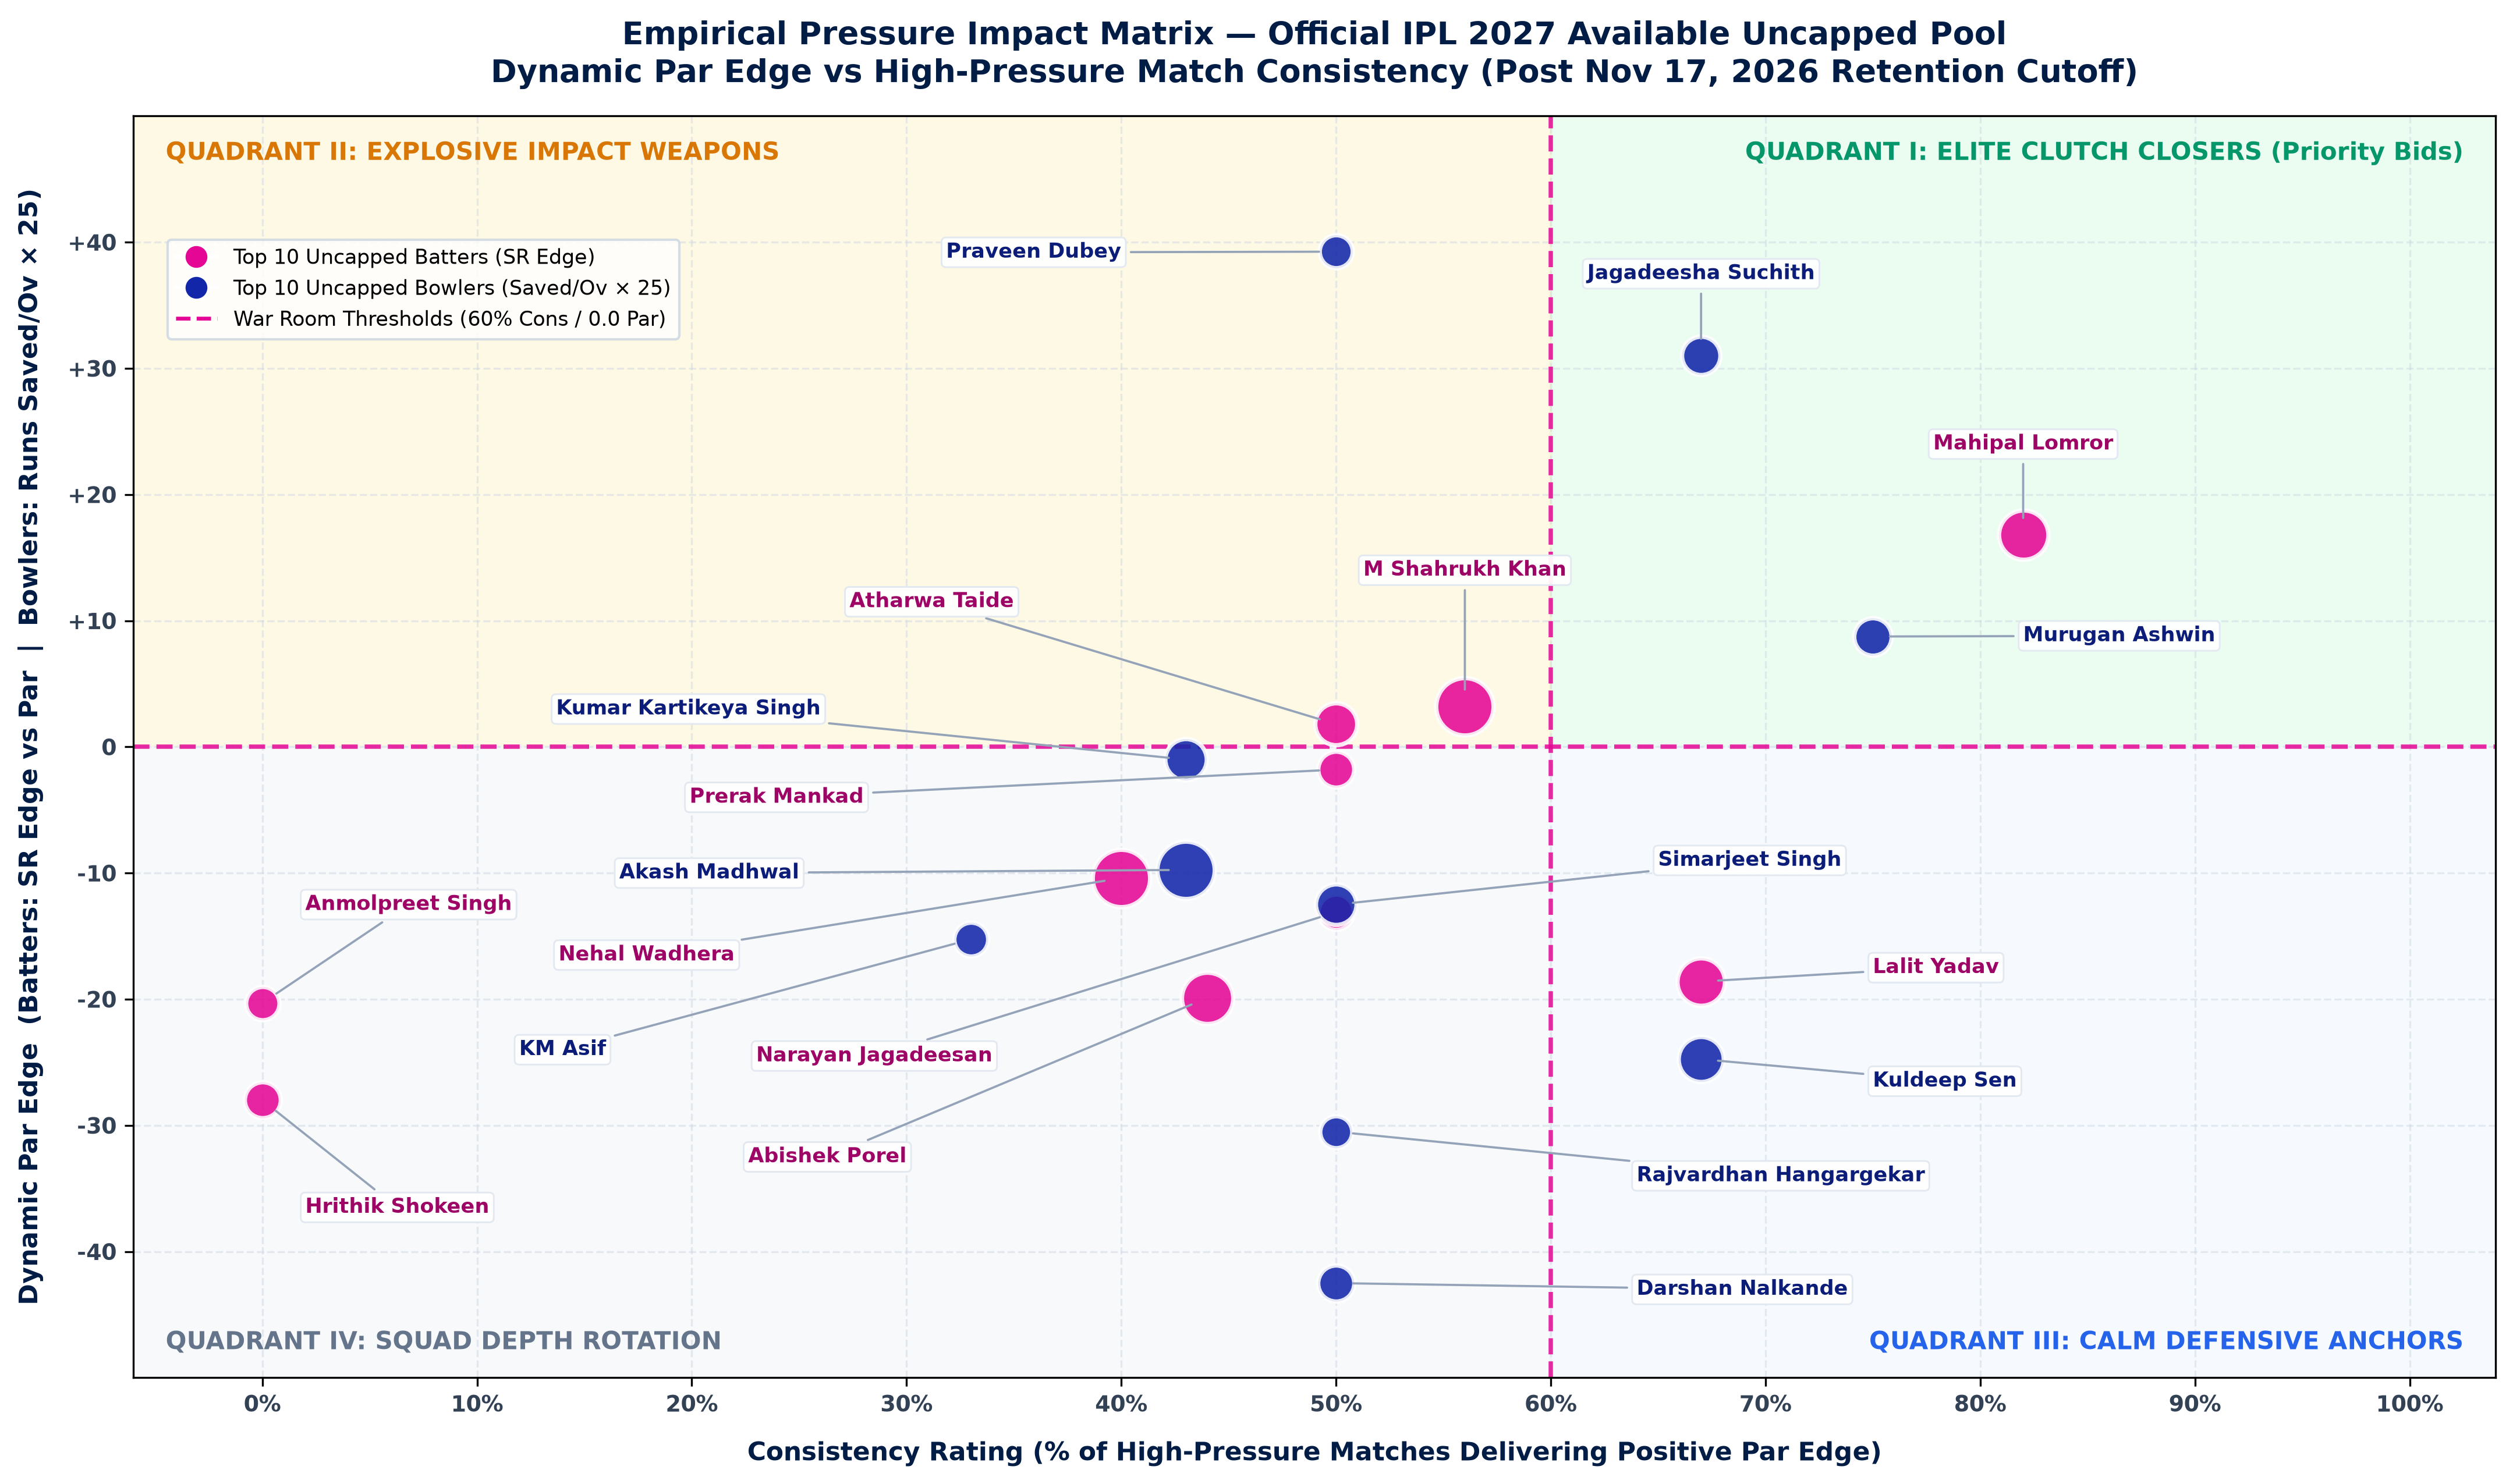 Empirical Pressure Impact Matrix — Official IPL 2027 Available Uncapped Pool
Dynamic Par Edge vs High-Pressure Match Consistency (Post Nov 17, 2026 Retention Cutoff)
QUADRANT II: EXPLOSIVE IMPACT WEAPONS
QUADRANT I: ELITE CLUTCH CLOSERS (Priority Bids)
Top 10 Uncapped Batters (SR Edge)
Top 10 Uncapped Bowlers (Saved/Ov × 25)
War Room Thresholds (60% Cons / 0.0 Par)
Praveen Dubey
Jagadeesha Suchith
Mahipal Lomror
M Shahrukh Khan
Atharwa Taide
Murugan Ashwin
Kumar Kartikeya Singh
Prerak Mankad
Akash Madhwal
Simarjeet Singh
Anmolpreet Singh
Nehal Wadhera
Lalit Yadav
KM Asif
Narayan Jagadeesan
Kuldeep Sen
Abishek Porel
Rajvardhan Hangargekar
Hrithik Shokeen
Darshan Nalkande
QUADRANT IV: SQUAD DEPTH ROTATION
QUADRANT III: CALM DEFENSIVE ANCHORS
Dynamic Par Edge (Batters: SR Edge vs Par | Bowlers: Runs Saved/Ov × 25)
+40
+30
+20
+10
0
-10
-20
-30
-40
0%
10%
20%
30%
40%
50%
60%
70%
80%
90%
100%
Consistency Rating (% of High-Pressure Matches Delivering Positive Par Edge)